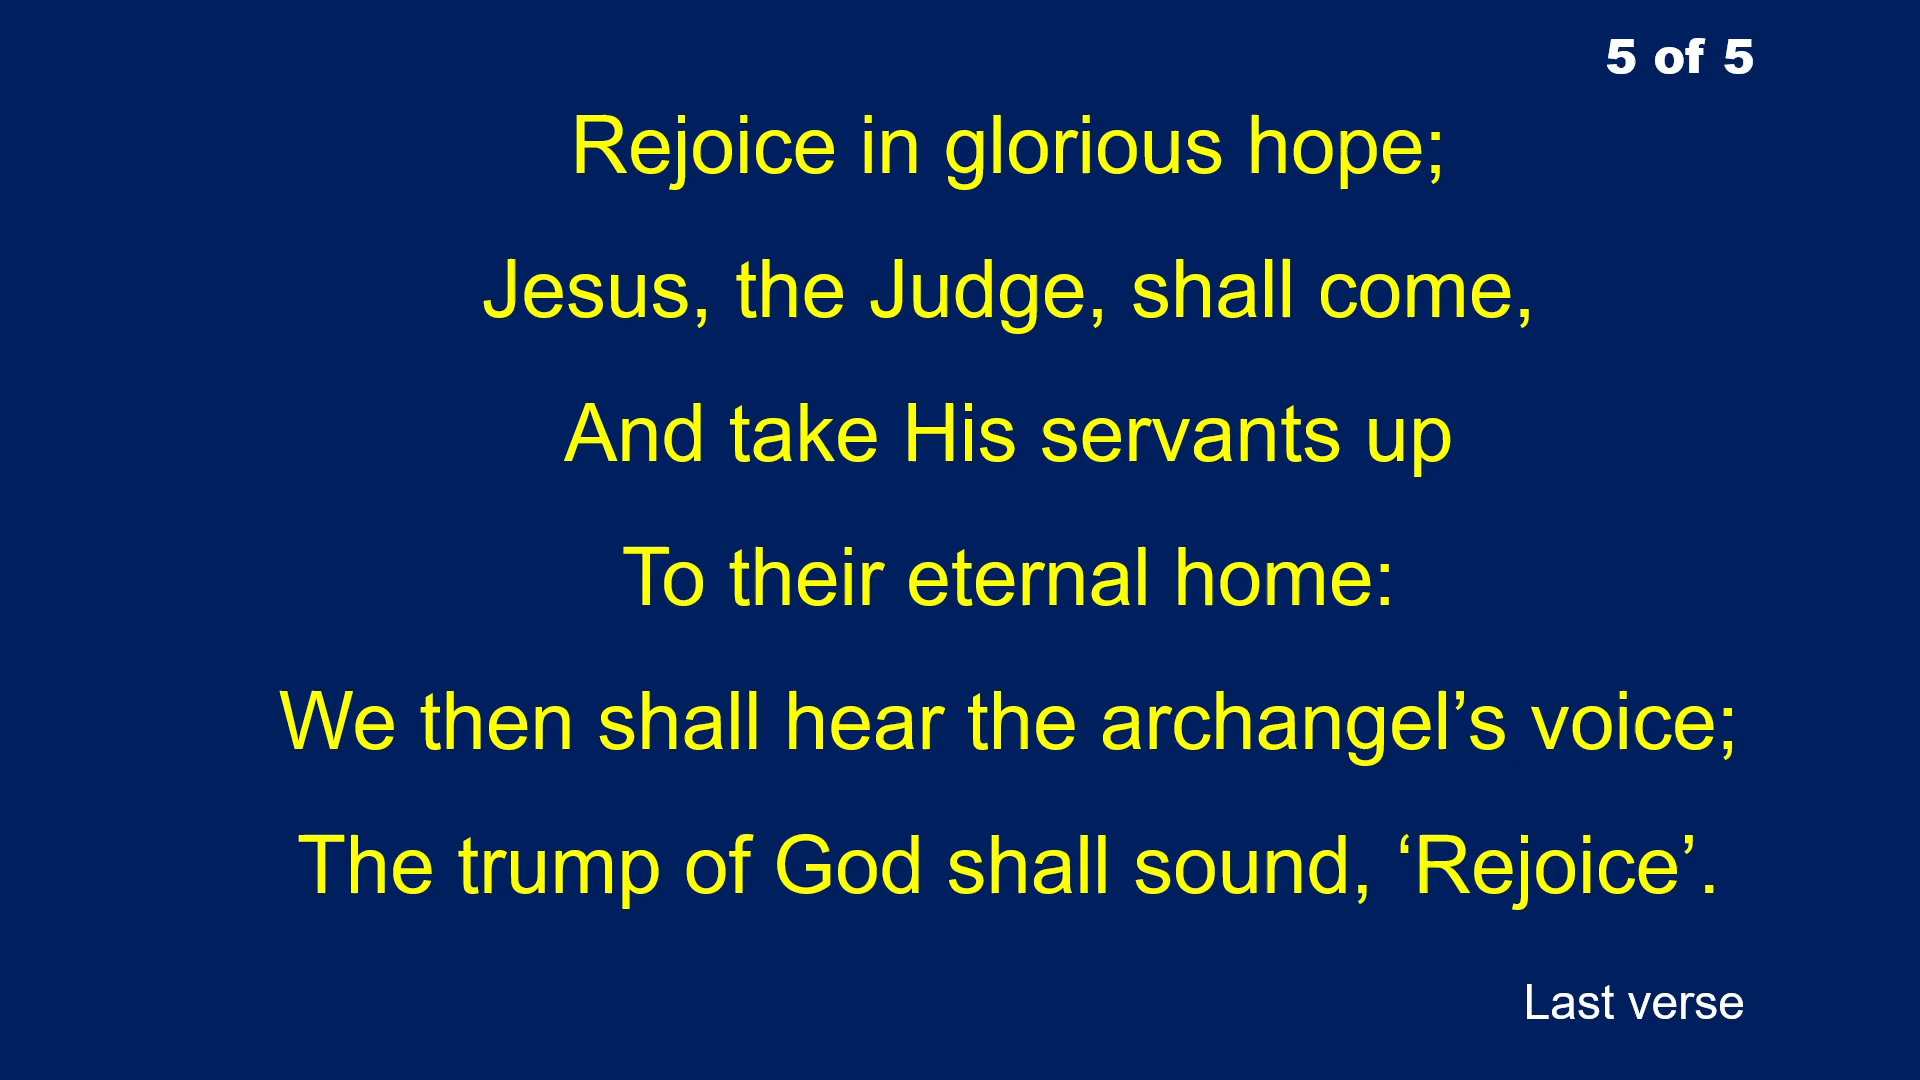 5 of 5
Rejoice in glorious hope;
Jesus, the Judge, shall come,
And take His servants up
To their eternal home:
We then shall hear the archangel’s voice;
The trump of God shall sound, ‘Rejoice’.
Last verse